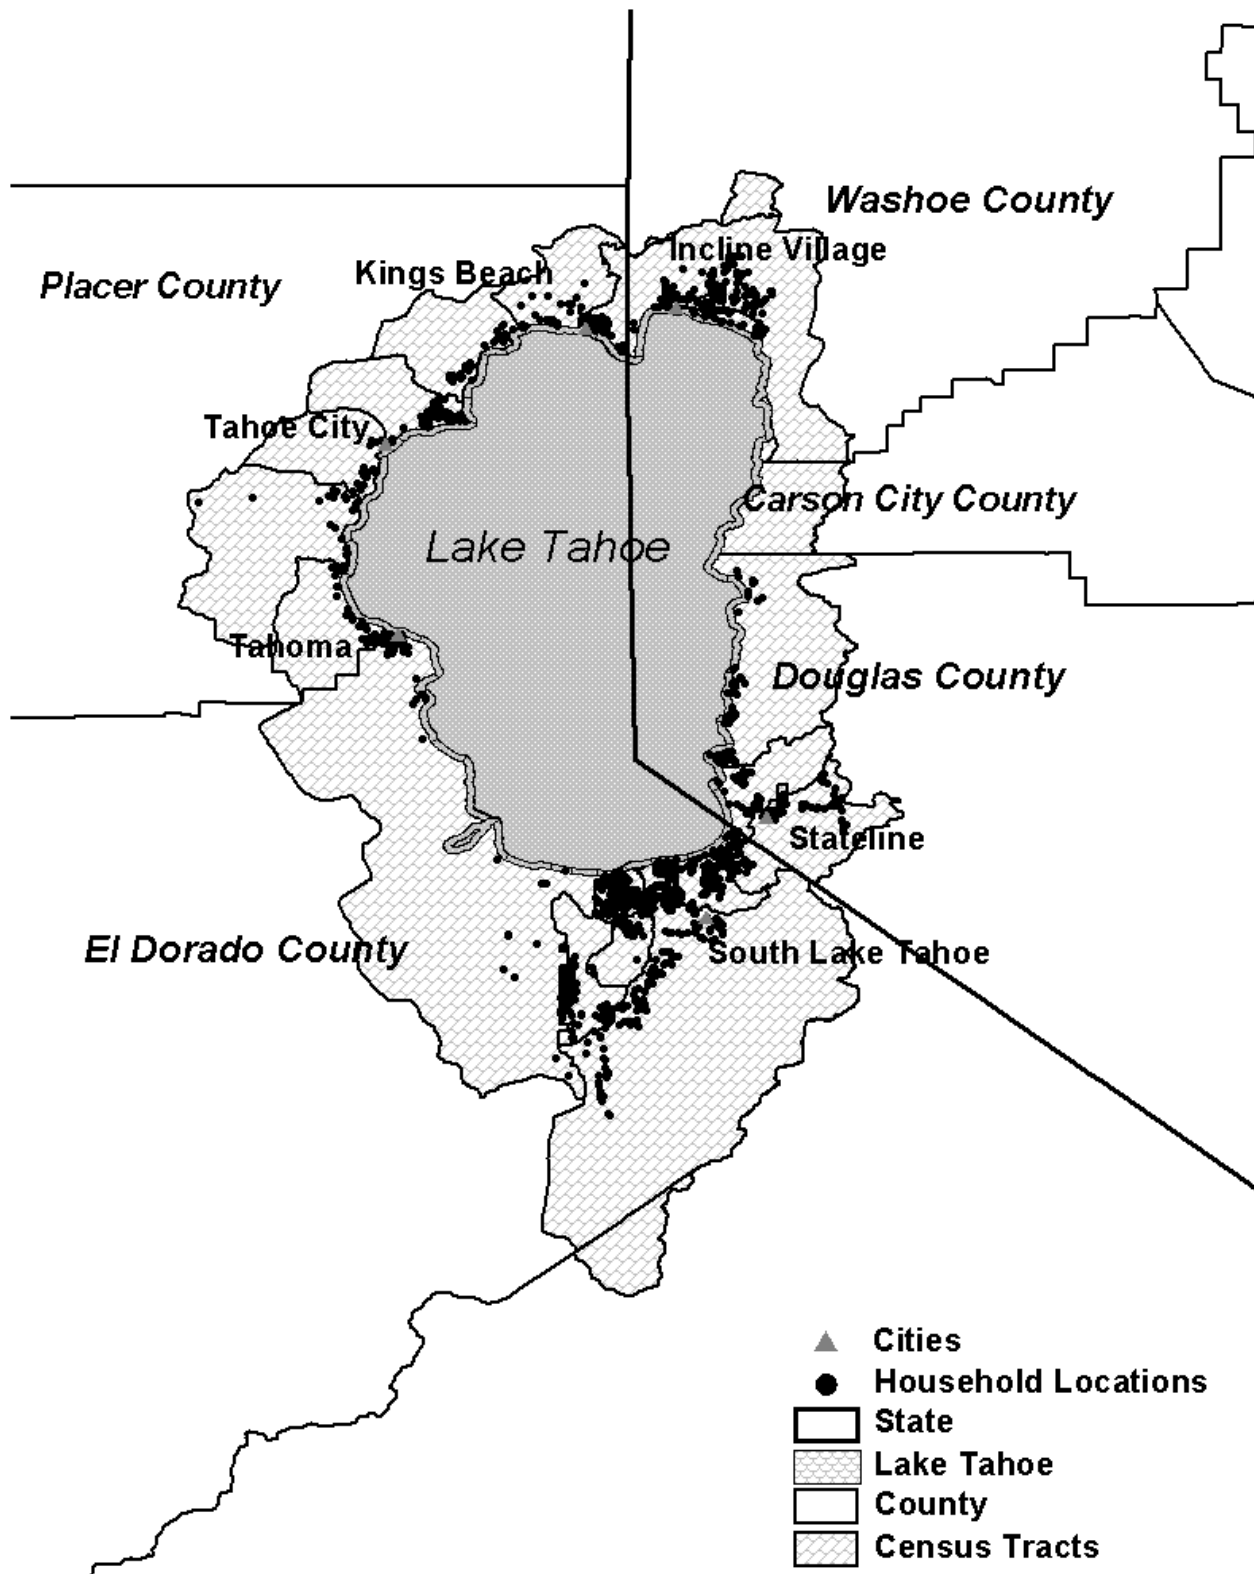 Washoe County
Incline Village
Kings Beach
Placer County
Tahoe City
Carson City County
Lake Tahoe
Tahoma
Douglas County
Stateline
El Dorado County
South Lake Tahoe
Cities
Household Locations
State
Lake Tahoe
County
Census Tracts